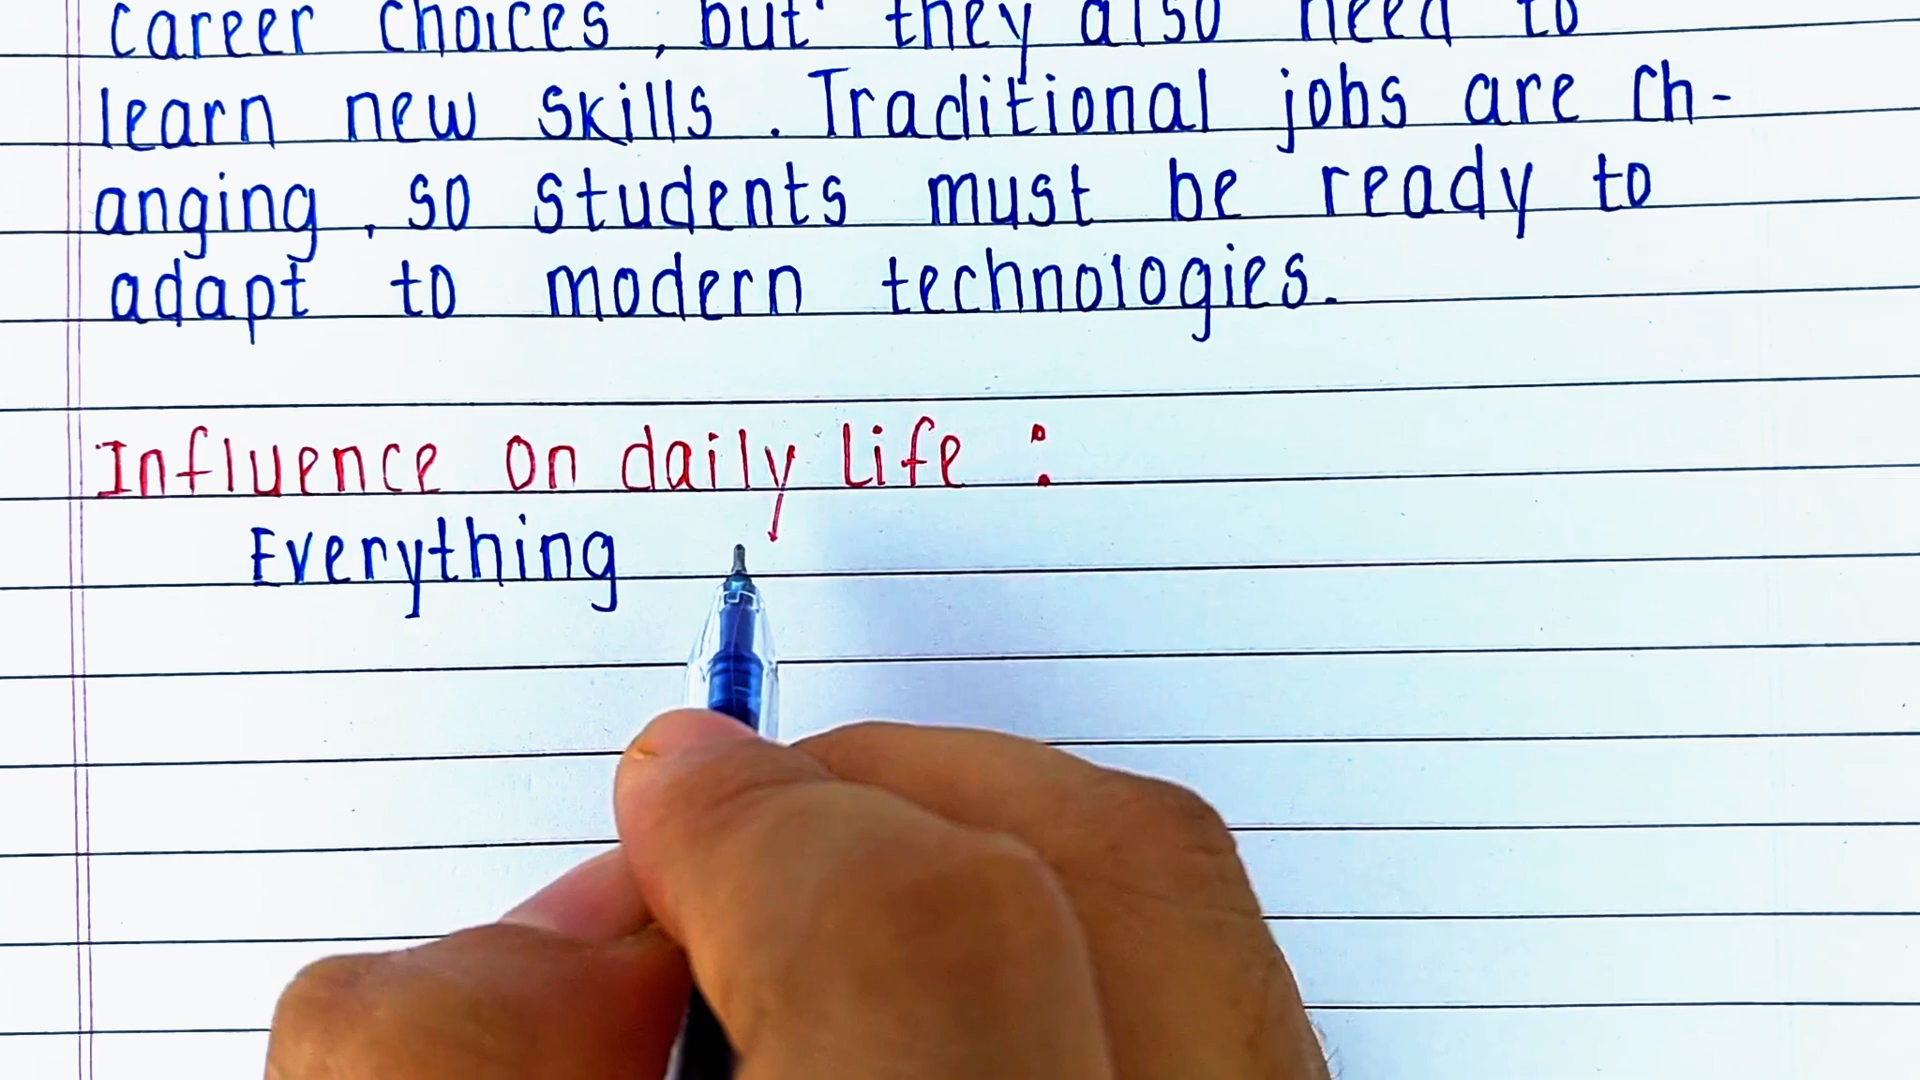 career choices, but they also need to
learn new skills. Traditional jobs are ch-
anging, so students must be ready to
adapt to modern technologies.
Influence on daily Life :
Everything